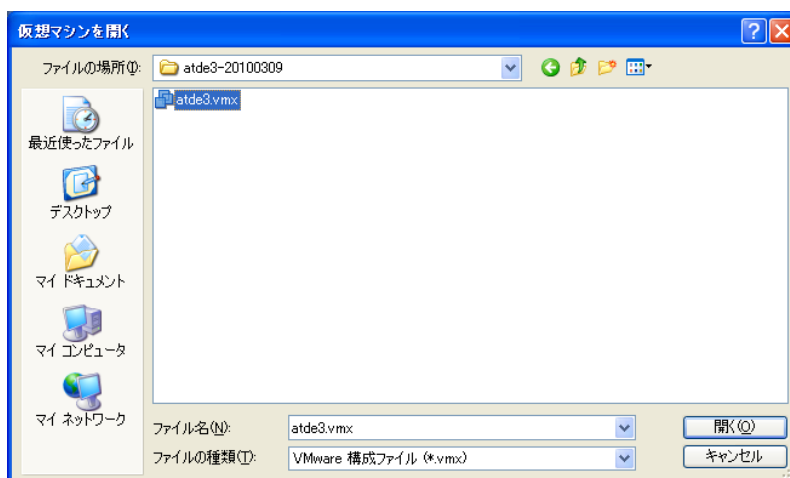 仮想マシンを開く
ファイルの場所(I):
atde3-20100309
atde3.vmx
最近使ったファイル
デスクトップ
マイ ドキュメント
マイ コンピュータ
マイ ネットワーク
ファイル名(N):
atde3.vmx
開く(O)
ファイルの種類(T):
VMware 構成ファイル (*.vmx)
キャンセル